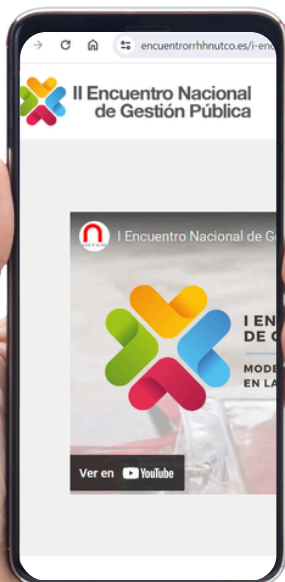 encuentrorrhhnutco.es/i-enc
II Encuentro Nacional
de Gestión Pública
I Encuentro Nacional de G
I EN
DE G
MODE
EN LA
Ver en YouTube